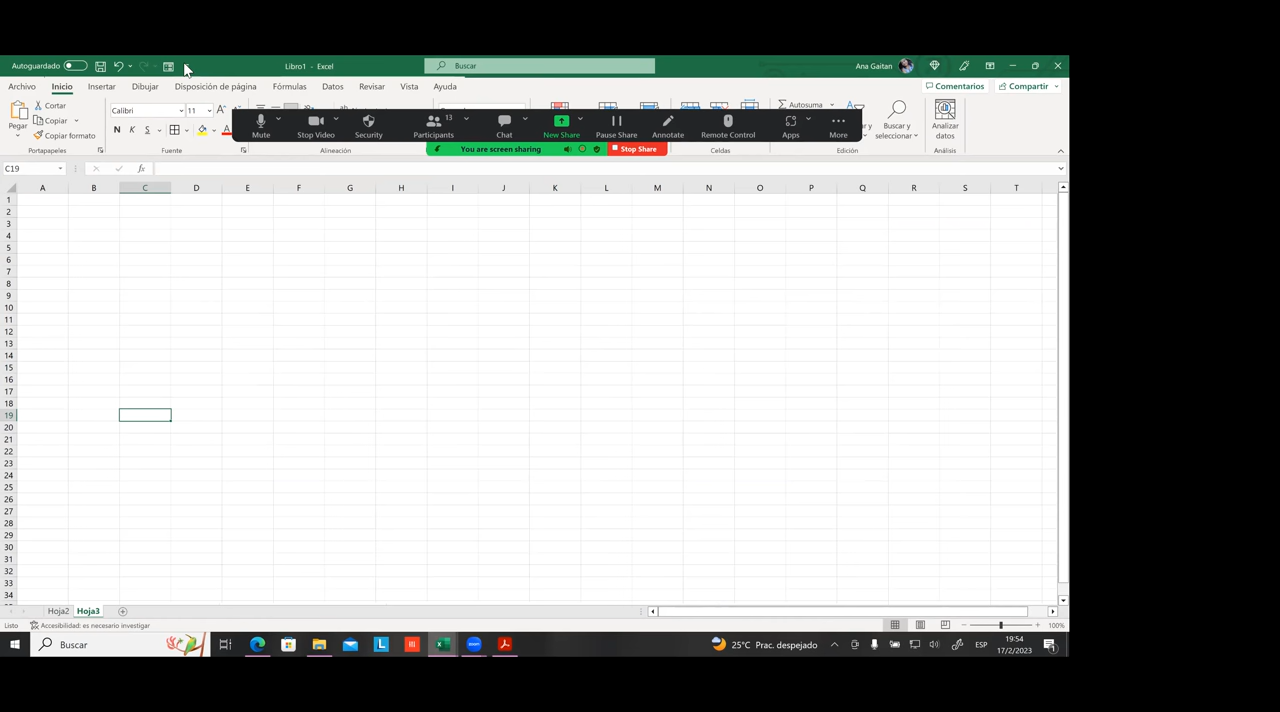 Autoguardado Libro1 - Excel Buscar Ana Gaitan
Archivo Inicio Insertar Dibujar Disposición de página Fórmulas Datos Revisar Vista Ayuda Comentarios Compartir
Pegar Cortar Calibri 11 Autosuma
Copiar
Copiar formato N K S A
Buscar y seleccionar Analizar datos
Mute Stop Video Security Participants 13 Chat New Share Pause Share Annotate Remote Control Apps More
You are screen sharing Stop Share
Portapapeles Fuente Alineación Celdas Edición Análisis
C19 fx
A B C D E F G H I J K L M N O P Q R S T
1
2
3
4
5
6
7
8
9
10
11
12
13
14
15
16
17
18
19
20
21
22
23
24
25
26
27
28
29
30
31
32
33
34
Hoja2 Hoja3
Listo Accesibilidad: es necesario investigar 100%
Buscar L zoom 25°C Prac. despejado ESP 19:54
17/2/2023 1